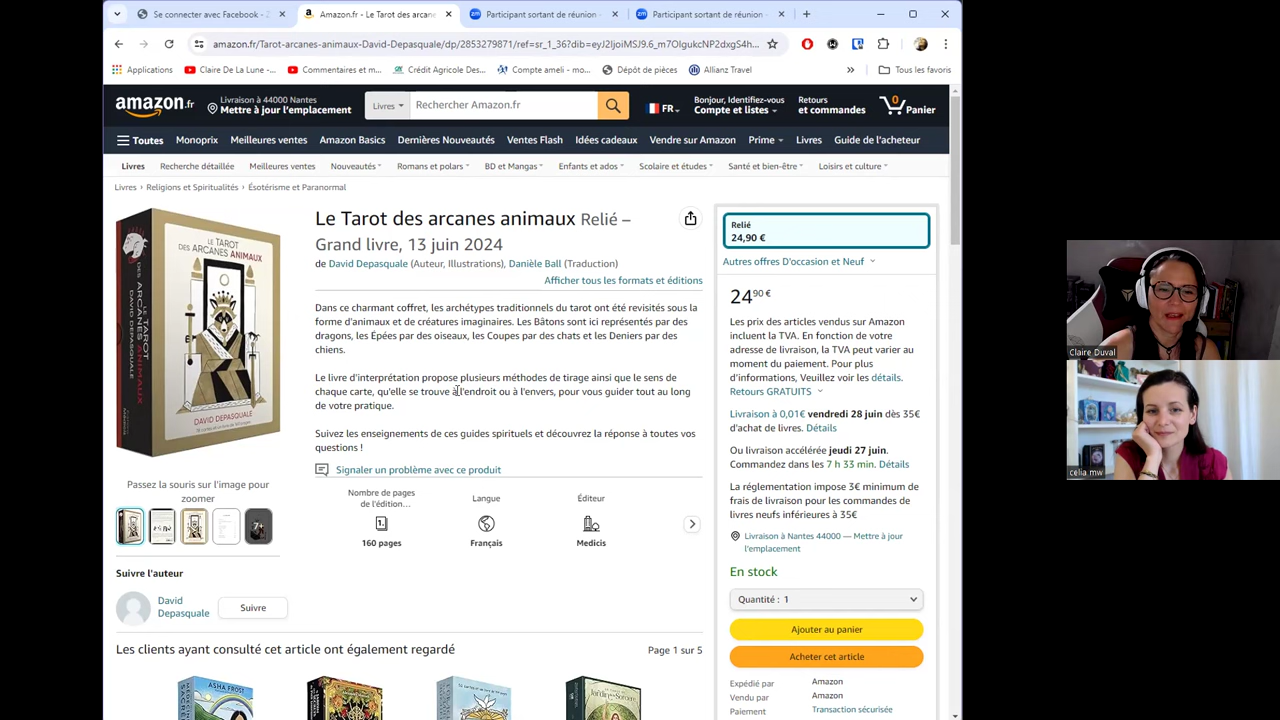 Se connecter avec Facebook - Z
Amazon.fr - Le Tarot des arcanes
Participant sortant de réunion -
Participant sortant de réunion -
amazon.fr/Tarot-arcanes-animaux-David-Depasquale/dp/2853279871/ref=sr_1_36?dib=eyJ2IjoiMSJ9.6_m7OlgukcNP2dxgS4h...
Applications
Claire De La Lune -...
Commentaires et m...
Crédit Agricole Des...
Compte ameli - mo...
Dépôt de pièces
Allianz Travel
Tous les favoris
amazon.fr
Livraison à 44000 Nantes
Mettre à jour l'emplacement
Livres
Rechercher Amazon.fr
FR
Bonjour, Identifiez-vous
Compte et listes
Retours
et commandes
0
Panier
Toutes
Monoprix
Meilleures ventes
Amazon Basics
Dernières Nouveautés
Ventes Flash
Idées cadeaux
Vendre sur Amazon
Prime
Livres
Guide de l'acheteur
Livres
Recherche détaillée
Meilleures ventes
Nouveautés
Romans et polars
BD et Mangas
Enfants et ados
Scolaire et études
Santé et bien-être
Loisirs et culture
Livres › Religions et Spiritualités › Ésotérisme et Paranormal
LE TAROT
DES ARCANES ANIMAUX
DAVID DEPASQUALE
Passez la souris sur l'image pour
zoomer
7+
Suivre l'auteur
David
Depasquale
Suivre
Le Tarot des arcanes animaux Relié –
Grand livre, 13 juin 2024
de David Depasquale (Auteur, Illustrations), Danièle Ball (Traduction)
Afficher tous les formats et éditions
Dans ce charmant coffret, les archétypes traditionnels du tarot ont été revisités sous la
forme d'animaux et de créatures imaginaires. Les Bâtons sont ici représentés par des
dragons, les Epées par des oiseaux, les Coupes par des chats et les Deniers par des
chiens.
Le livre d'interprétation propose plusieurs méthodes de tirage ainsi que le sens de
chaque carte, qu'elle se trouve à l'endroit ou à l'envers, pour vous guider tout au long
de votre pratique.
Suivez les enseignements de ces guides spirituels et découvrez la réponse à toutes vos
questions !
Signaler un problème avec ce produit
Nombre de pages
de l'édition...
160 pages
Langue
Français
Éditeur
Medicis
Les clients ayant consulté cet article ont également regardé
Page 1 sur 5
ASHA FROST
Relié
24,90 €
Autres offres D'occasion et Neuf
24,90 €
Les prix des articles vendus sur Amazon
incluent la TVA. En fonction de votre
adresse de livraison, la TVA peut varier au
moment du paiement. Pour plus
d'informations, Veuillez voir les détails.
Retours GRATUITS
Livraison à 0,01€ vendredi 28 juin dès 35€
d'achat de livres. Détails
Ou livraison accélérée jeudi 27 juin.
Commandez dans les 7 h 33 min. Détails
La réglementation impose 3€ minimum de
frais de livraison pour les commandes de
livres neufs inférieures à 35€
Livraison à Nantes 44000 — Mettre à jour
l'emplacement
En stock
Quantité : 1
Ajouter au panier
Acheter cet article
Expédié par
Amazon
Vendu par
Amazon
Paiement
Transaction sécurisée
Claire Duval
celia mw